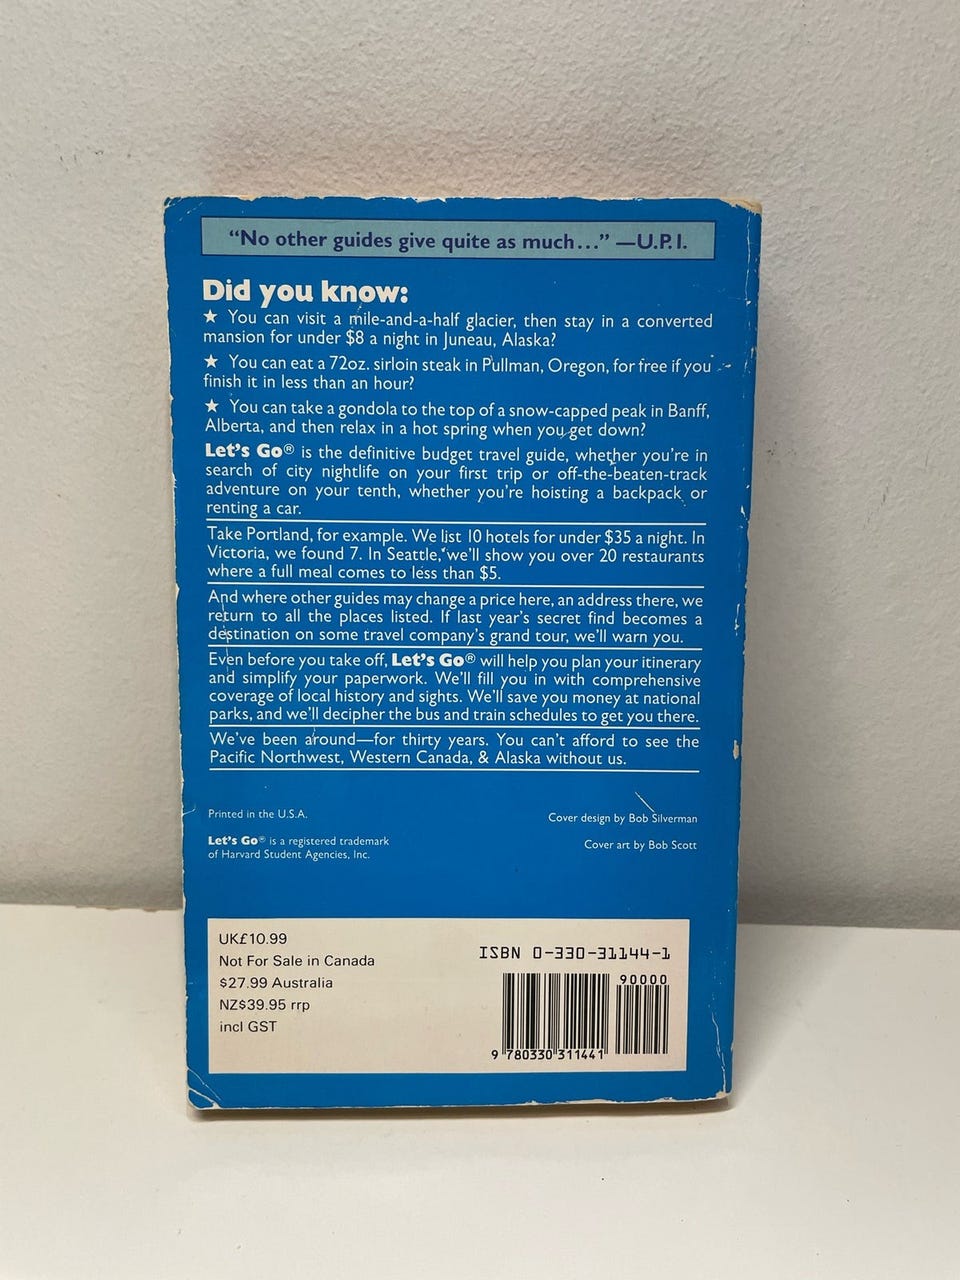 “No other guides give quite as much...” —U.P.I.
Did you know:
★ You can visit a mile-and-a-half glacier, then stay in a converted
mansion for under $8 a night in Juneau, Alaska?
★ You can eat a 72oz. sirloin steak in Pullman, Oregon, for free if you
finish it in less than an hour?
★ You can take a gondola to the top of a snow-capped peak in Banff,
Alberta, and then relax in a hot spring when you get down?
Let's Go® is the definitive budget travel guide, whether you're in
search of city nightlife on your first trip or off-the-beaten-track
adventure on your tenth, whether you're hoisting a backpack or
renting a car.
Take Portland, for example. We list 10 hotels for under $35 a night. In
Victoria, we found 7. In Seattle, we'll show you over 20 restaurants
where a full meal comes to less than $5.
And where other guides may change a price here, an address there, we
return to all the places listed. If last year's secret find becomes a
destination on some travel company's grand tour, we'll warn you.
Even before you take off, Let's Go® will help you plan your itinerary
and simplify your paperwork. We'll fill you in with comprehensive
coverage of local history and sights. We'll save you money at national
parks, and we'll decipher the bus and train schedules to get you there.
We've been around—for thirty years. You can't afford to see the
Pacific Northwest, Western Canada, & Alaska without us.
Printed in the U.S.A.
Let's Go® is a registered trademark
of Harvard Student Agencies, Inc.
Cover design by Bob Silverman
Cover art by Bob Scott
UK£10.99
Not For Sale in Canada
$27.99 Australia
NZ$39.95 rrp
incl GST
ISBN 0-330-31144-1
90000
9 780330 311441